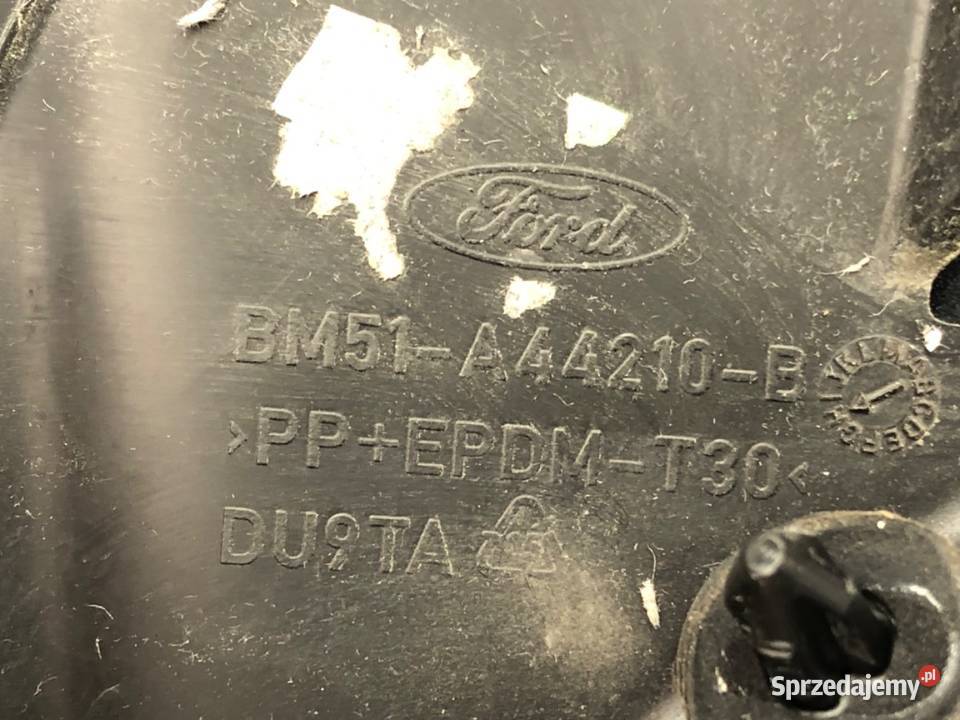 Ford
BM51-A44210-B
>PP+EPDM-T30<
DU9TA
Sprzedajemy.pl